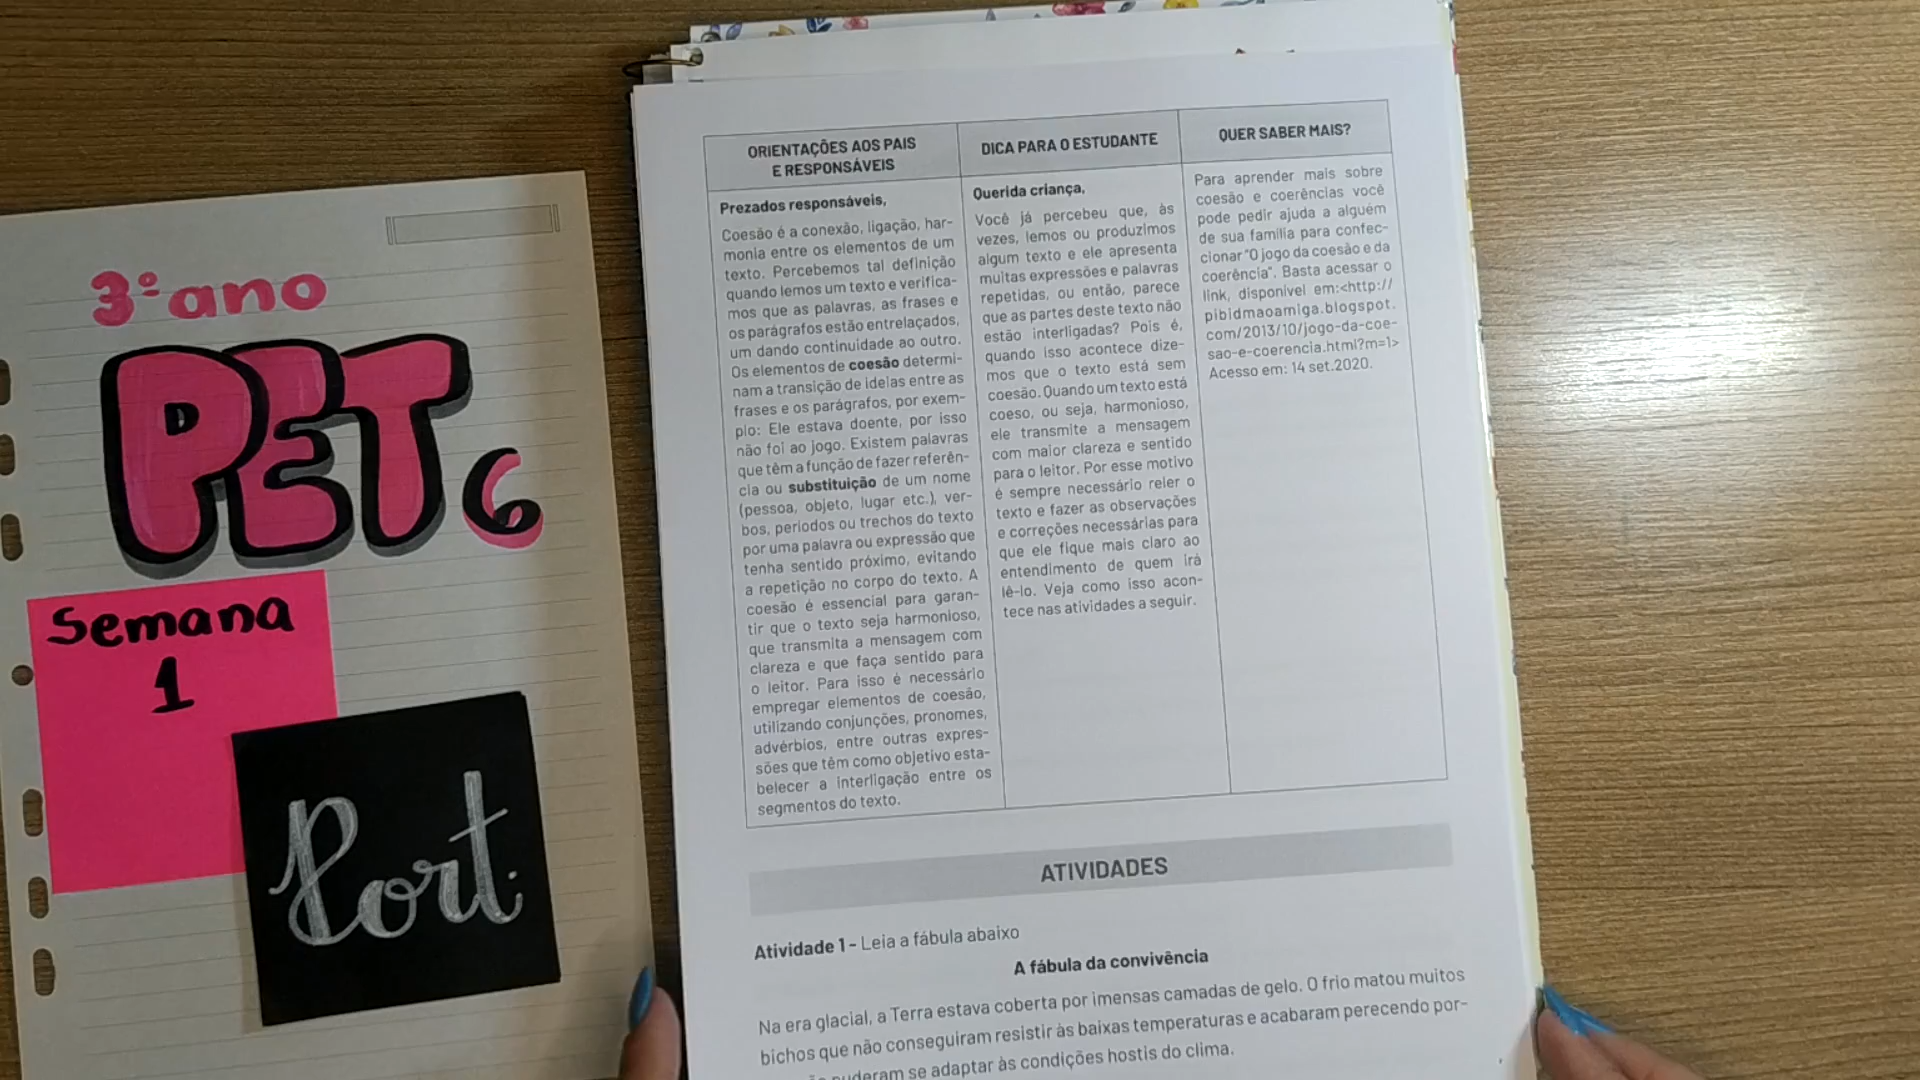 3º ano
PET 6
Semana
1
Port.
ORIENTAÇÕES AOS PAIS
E RESPONSÁVEIS
Prezados responsáveis,
Coesão é a conexão, ligação, har-
monia entre os elementos de um
texto. Percebemos tal definição
quando lemos um texto e verifica-
mos que as palavras, as frases e
os parágrafos estão entrelaçados,
um dando continuidade ao outro.
Os elementos de coesão determi-
nam a transição de ideias entre as
frases e os parágrafos, por exem-
plo: Ele estava doente, por isso
não foi ao jogo. Existem palavras
que têm a função de fazer referên-
cia ou substituição de um nome
(pessoa, objeto, lugar etc.), ver-
bos, períodos ou trechos do texto
por uma palavra ou expressão que
tenha sentido próximo, evitando
a repetição no corpo do texto. A
coesão é essencial para garan-
tir que o texto seja harmonioso,
que transmita a mensagem com
clareza e que faça sentido para
o leitor. Para isso é necessário
empregar elementos de coesão,
utilizando conjunções, pronomes,
advérbios, entre outras expres-
sões que têm como objetivo esta-
belecer a interligação entre os
segmentos do texto.
DICA PARA O ESTUDANTE
Querida criança,
Você já percebeu que, às
vezes, lemos ou produzimos
algum texto e ele apresenta
muitas expressões e palavras
repetidas, ou então, parece
que as partes deste texto não
estão interligadas? Pois é,
quando isso acontece dize-
mos que o texto está sem
coesão. Quando um texto está
coeso, ou seja, harmonioso,
ele transmite a mensagem
com maior clareza e sentido
para o leitor. Por esse motivo
é sempre necessário reler o
texto e fazer as observações
e correções necessárias para
que ele fique mais claro ao
entendimento de quem irá
lê-lo. Veja como isso acon-
tece nas atividades a seguir.
QUER SABER MAIS?
Para aprender mais sobre
coesão e coerências você
pode pedir ajuda a alguém
de sua família para confec-
cionar "O jogo da coesão e da
coerência". Basta acessar o
link, disponível em:<http://
pibidmaoamiga.blogspot.
com/2013/10/jogo-da-coe-
sao-e-coerencia.html?m=1>
Acesso em: 14 set.2020.
ATIVIDADES
Atividade 1 - Leia a fábula abaixo
A fábula da convivência
Na era glacial, a Terra estava coberta por imensas camadas de gelo. O frio matou muitos
bichos que não conseguiram resistir às baixas temperaturas e acabaram perecendo por-
puderam se adaptar às condições hostis do clima.